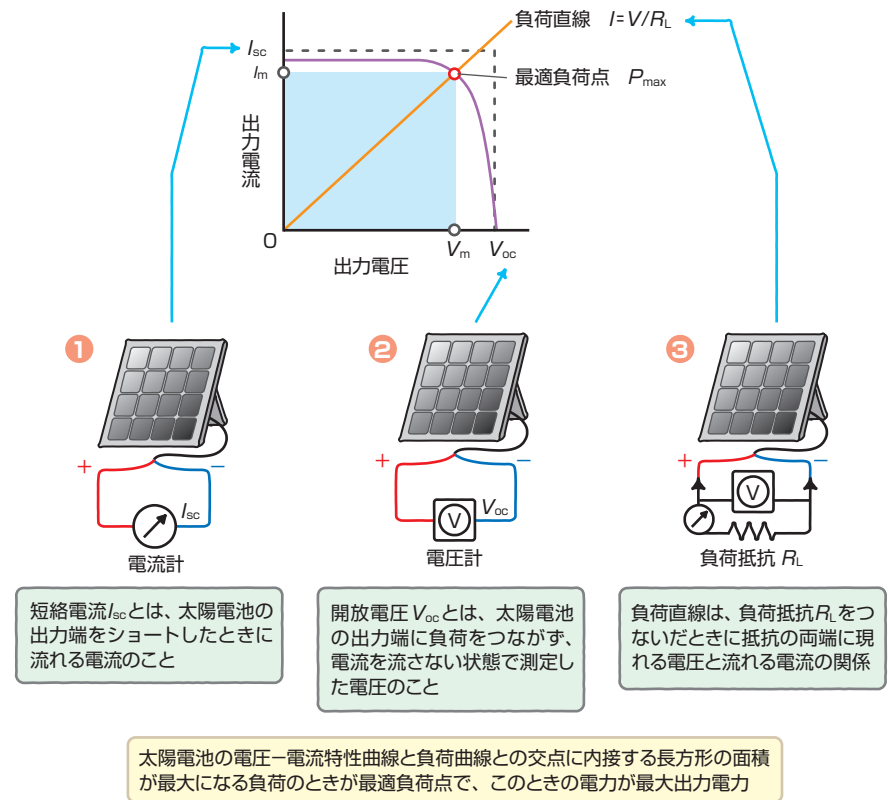 負荷直線 I=V/RL
Isc
Im
最適負荷点 Pmax
出力電流
O
Vm Voc
出力電圧
1
+ −
Isc
電流計
短絡電流Iscとは、太陽電池の
出力端をショートしたときに
流れる電流のこと
2
+ −
V
Voc
電圧計
開放電圧Vocとは、太陽電池
の出力端に負荷をつながず、
電流を流さない状態で測定し
た電圧のこと
3
+ −
V
負荷抵抗 RL
負荷直線は、負荷抵抗RLをつ
ないだときに抵抗の両端に現
れる電圧と流れる電流の関係
太陽電池の電圧−電流特性曲線と負荷曲線との交点に内接する長方形の面積
が最大になる負荷のときが最適負荷点で、このときの電力が最大出力電力